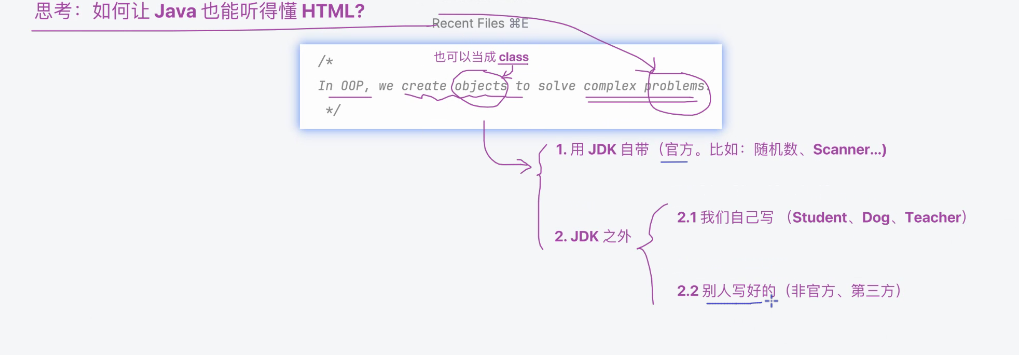 思考：如何让 Java 也能听得懂 HTML?
Recent Files ⌘E
/*
也可以当成 class
In OOP, we create objects to solve complex problems.
*/
1. 用 JDK 自带（官方。比如：随机数、Scanner...)
2. JDK 之外
2.1 我们自己写 （Student、Dog、Teacher）
2.2 别人写好的（非官方、第三方）